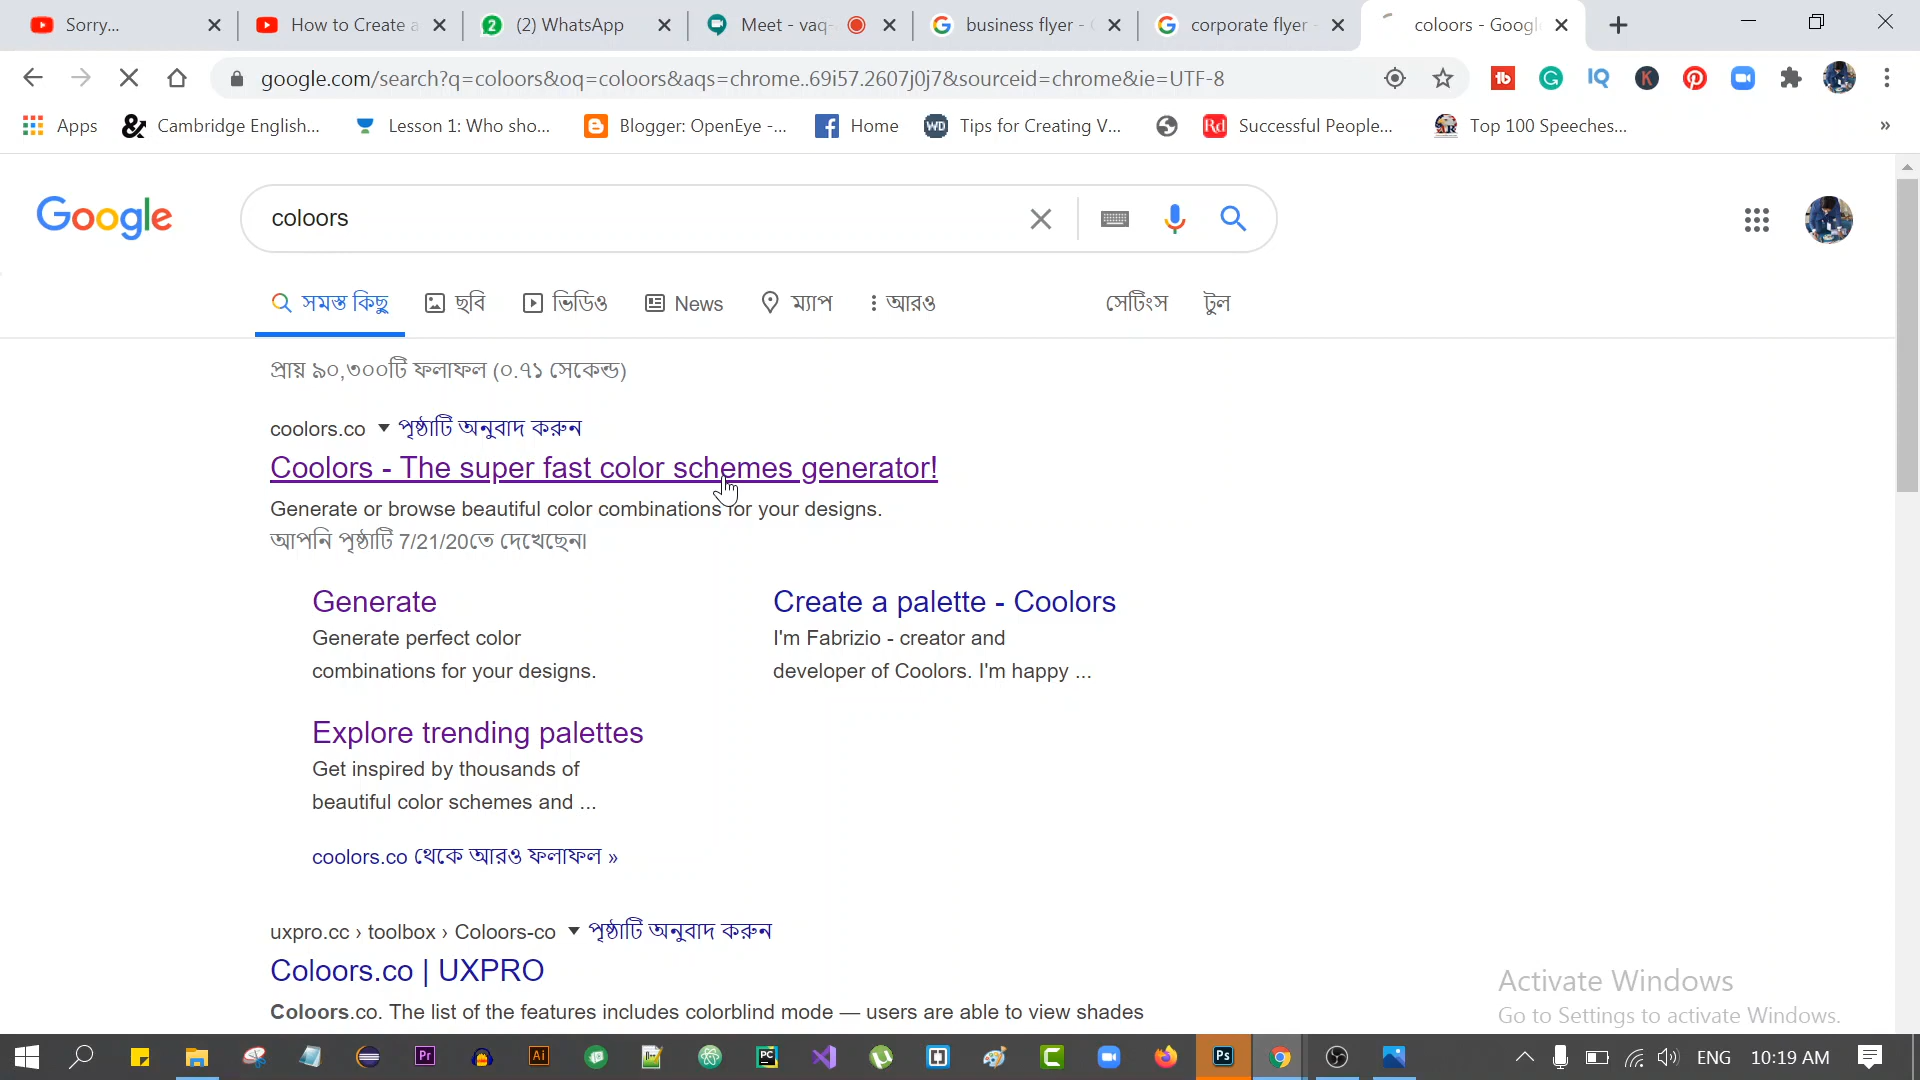 Sorry...
How to Create a
(2) WhatsApp
Meet - vaq-
business flyer -
corporate flyer -
coloors - Googl
google.com/search?q=coloors&oq=coloors&aqs=chrome..69i57.2607j0j7&sourceid=chrome&ie=UTF-8
Apps
Cambridge English...
Lesson 1: Who sho...
Blogger: OpenEye -...
Home
Tips for Creating V...
Successful People...
Top 100 Speeches...
Google
coloors
সমস্ত কিছু
ছবি
ভিডিও
News
ম্যাপ
আরও
সেটিংস
টুল
প্রায় ৯০,৩০০টি ফলাফল (০.৭১ সেকেন্ড)
coolors.co পৃষ্ঠাটি অনুবাদ করুন
Coolors - The super fast color schemes generator!
Generate or browse beautiful color combinations for your designs.
আপনি পৃষ্ঠাটি 7/21/20তে দেখেছেন।
Generate
Generate perfect color
combinations for your designs.
Create a palette - Coolors
I'm Fabrizio - creator and
developer of Coolors. I'm happy ...
Explore trending palettes
Get inspired by thousands of
beautiful color schemes and ...
coolors.co থেকে আরও ফলাফল »
uxpro.cc › toolbox › Coloors-co পৃষ্ঠাটি অনুবাদ করুন
Coloors.co | UXPRO
Coloors.co. The list of the features includes colorblind mode — users are able to view shades
Activate Windows
Go to Settings to activate Windows.
ENG
10:19 AM